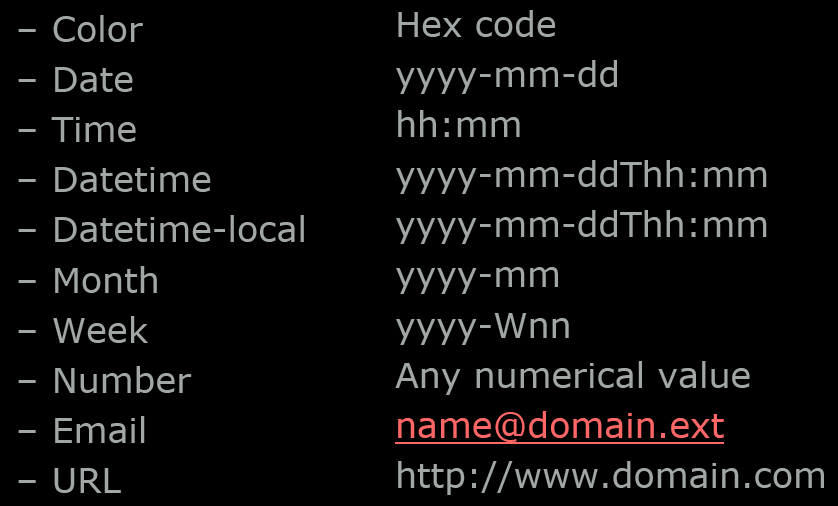 – Color Hex code
– Date yyyy-mm-dd
– Time hh:mm
– Datetime yyyy-mm-ddThh:mm
– Datetime-local yyyy-mm-ddThh:mm
– Month yyyy-mm
– Week yyyy-Wnn
– Number Any numerical value
– Email name@domain.ext
– URL http://www.domain.com